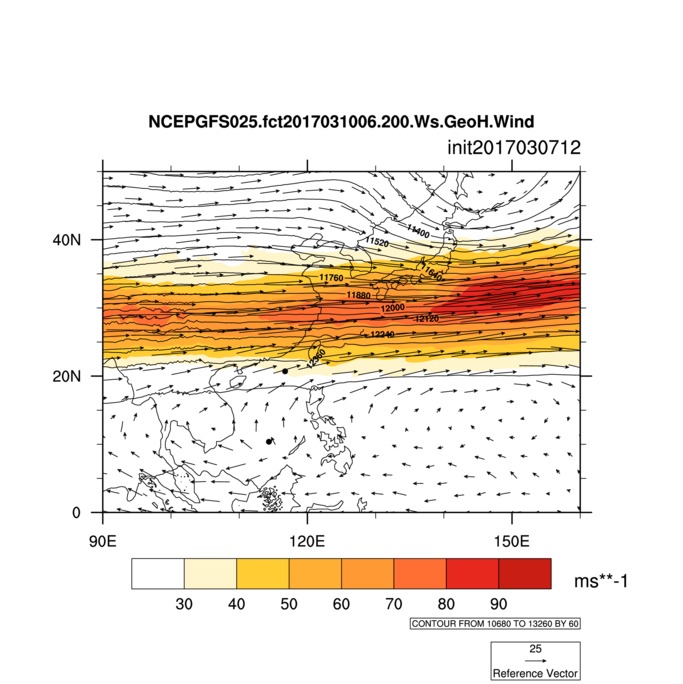 NCEPGFS025.fct2017031006.200.Ws.GeoH.Wind
init2017030712
40N
20N
0
90E 120E 150E
11400
11520
11640
11760
11880
12000
12120
12240
12360
30 40 50 60 70 80 90
ms**-1
CONTOUR FROM 10680 TO 13260 BY 60
25
Reference Vector